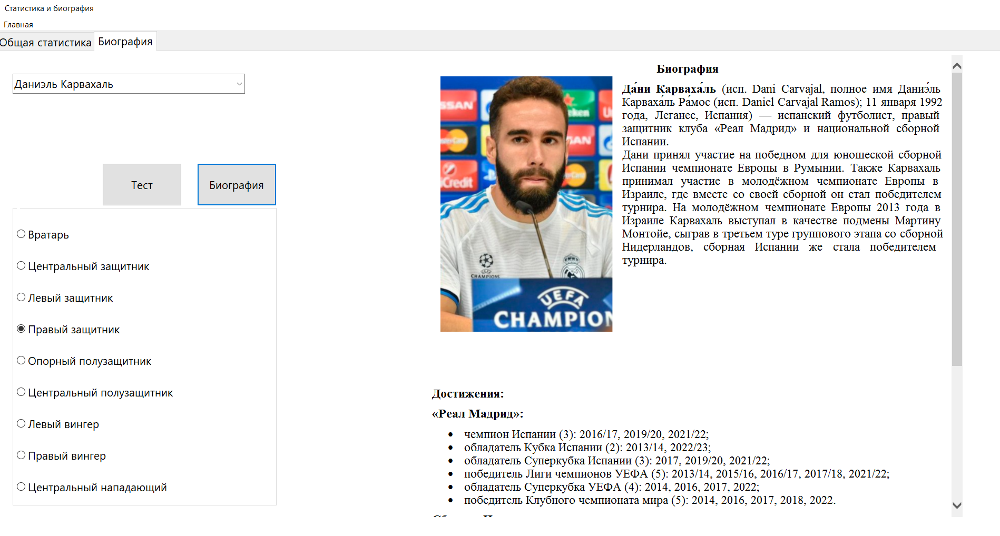 Статистика и биография
Главная
Общая статистика
Биография
Даниэль Карвахаль
Тест
Биография
Вратарь
Центральный защитник
Левый защитник
Правый защитник
Опорный полузащитник
Центральный полузащитник
Левый вингер
Правый вингер
Центральный нападающий
Биография
Да́ни Карваха́ль (исп. Dani Carvajal, полное имя Даниэ́ль
Карваха́ль Ра́мос (исп. Daniel Carvajal Ramos); 11 января 1992
года, Леганес, Испания) — испанский футболист, правый
защитник клуба «Реал Мадрид» и национальной сборной
Испании.
Дани принял участие на победном для юношеской сборной
Испании чемпионате Европы в Румынии. Также Карвахаль
принимал участие в молодёжном чемпионате Европы в
Израиле, где вместе со своей сборной он стал победителем
турнира. На молодёжном чемпионате Европы 2013 года в
Израиле Карвахаль выступал в качестве подмены Мартину
Монтойе, сыграв в третьем туре группового этапа со сборной
Нидерландов, сборная Испании же стала победителем
турнира.
SSAN
eken
MasterCard
SAN
Credit
CHAMPIONS
UEFA
CHAMPION
Достижения:
«Реал Мадрид»:
• чемпион Испании (3): 2016/17, 2019/20, 2021/22;
• обладатель Кубка Испании (2): 2013/14, 2022/23;
• обладатель Суперкубка Испании (3): 2017, 2019/20, 2021/22;
• победитель Лиги чемпионов УЕФА (5): 2013/14, 2015/16, 2016/17, 2017/18, 2021/22;
• обладатель Суперкубка УЕФА (4): 2014, 2016, 2017, 2022;
• победитель Клубного чемпионата мира (5): 2014, 2016, 2017, 2018, 2022.